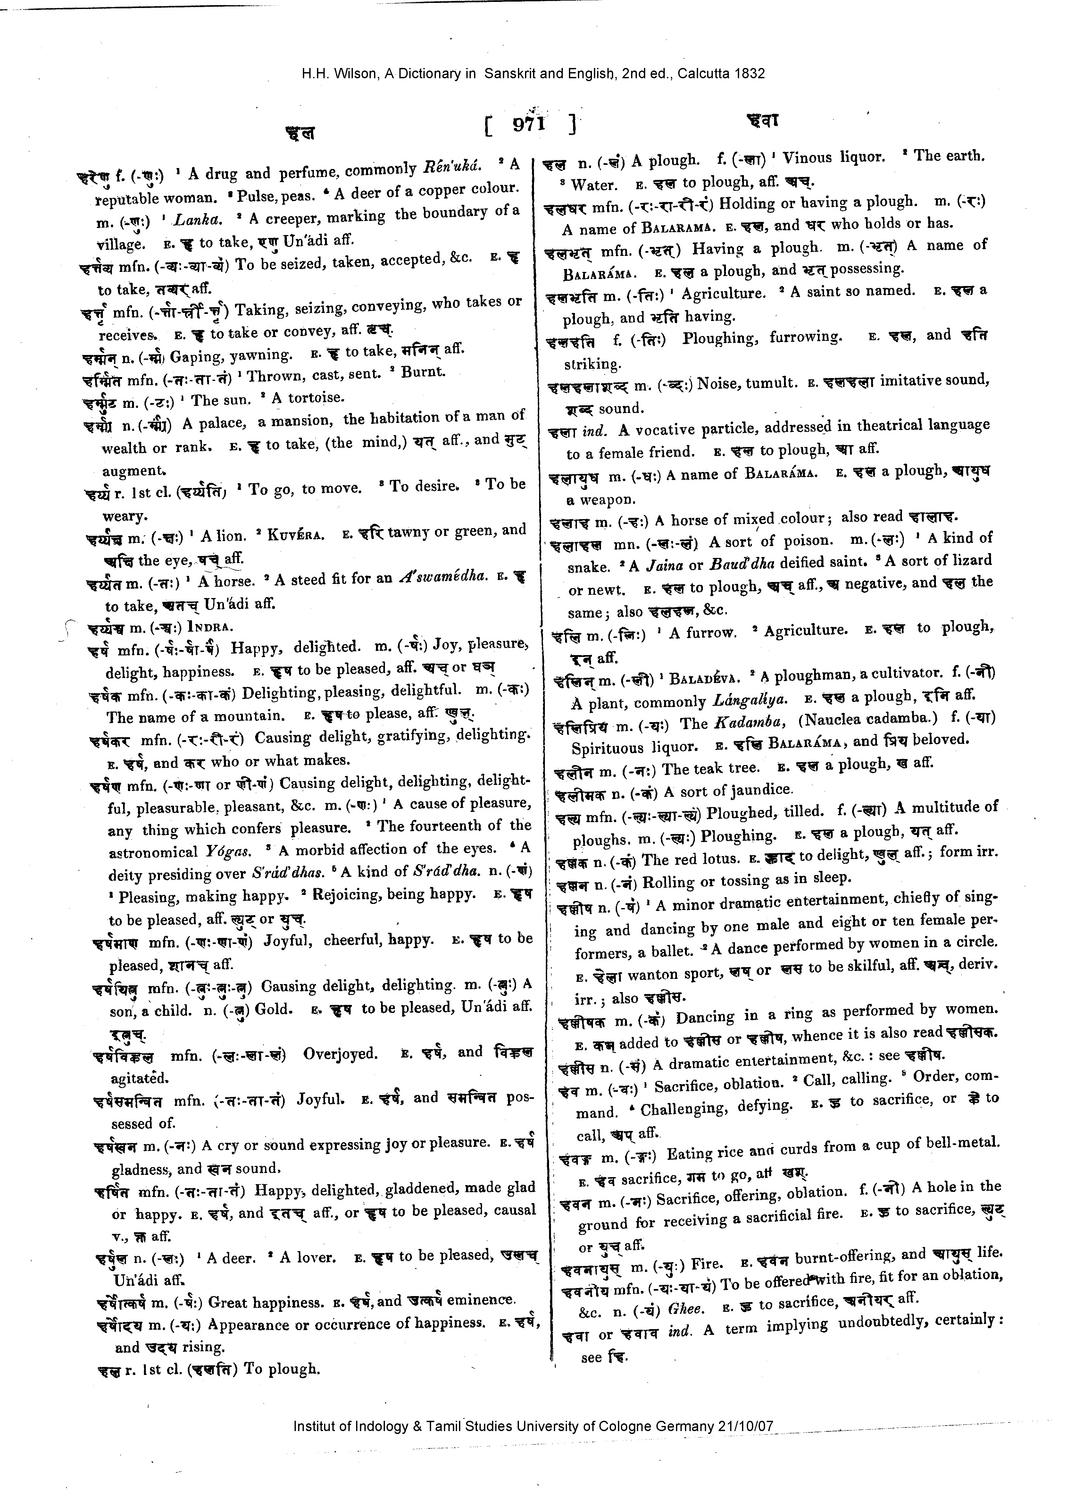 H.H. Wilson, A Dictionary in Sanskrit and English, 2nd ed., Calcutta 1832
हल
[ 971 ]
हवा
हरेणु f. (-णुः) ¹ A drug and perfume, commonly Rén'uká. ² A
reputable woman. ³ Pulse, peas. ⁴ A deer of a copper colour.
m. (-णुः) ¹ Lanka. ² A creeper, marking the boundary of a
village. E. हृ to take, एणु Un'ádi aff.
हर्त्तव्य mfn. (-व्यः-व्या-व्यं) To be seized, taken, accepted, &c. E. हृ
to take, तव्यर् aff.
हर्त्तृ mfn. (-र्त्ता-र्त्त्री-र्त्तृ) Taking, seizing, conveying, who takes or
receives. E. हृ to take or convey, aff. तृच्.
हर्म्मन् n. (-र्म्म) Gaping, yawning. E. हृ to take, मनिन् aff.
हर्म्मित mfn. (-तः-ता-तं) ¹ Thrown, cast, sent. ² Burnt.
हर्म्मुट m. (-टः) ¹ The sun. ² A tortoise.
हर्म्म्य n. (-र्म्म्यं) A palace, a mansion, the habitation of a man of
wealth or rank. E. हृ to take, (the mind,) यत् aff., and मुट्
augment.
हर्य्य r. 1st cl. (हर्य्यति) ¹ To go, to move. ² To desire. ³ To be
weary.
हर्य्यक्ष m. (-क्षः) ¹ A lion. ² KUVÉRA. E. हरि tawny or green, and
अक्षि the eye, षच् aff.
हर्य्यत m. (-तः) ¹ A horse. ² A steed fit for an A'swamédha. E. हृ
to take, अतच् Un'ádi aff.
हर्य्यश्व m. (-श्वः) INDRA.
हर्ष mfn. (-र्षः-र्षा-र्षं) Happy, delighted. m. (-र्षः) Joy, pleasure,
delight, happiness. E. हृष to be pleased, aff. अच् or घञ्
हर्षक mfn. (-कः-का-कं) Delighting, pleasing, delightful. m. (-कः)
The name of a mountain. E. हृष to please, aff. ण्वुल्.
हर्षकर mfn. (-रः-री-रं) Causing delight, gratifying, delighting.
E. हर्ष, and कर who or what makes.
हर्षण mfn. (-णः-णा or णी-णं) Causing delight, delighting, delight-
ful, pleasurable, pleasant, &c. m. (-णः) ¹ A cause of pleasure,
any thing which confers pleasure. ² The fourteenth of the
astronomical Yógas. ³ A morbid affection of the eyes. ⁴ A
deity presiding over S'rád'dhas. ⁵ A kind of S'rád'dha. n. (-णं)
¹ Pleasing, making happy. ² Rejoicing, being happy. E. हृष
to be pleased, aff. ल्युट् or युच्.
हर्षमाण mfn. (-णः-णा-णं) Joyful, cheerful, happy. E. हृष to be
pleased, शानच् aff.
हर्षयित्नु mfn. (-त्नुः-त्नुः-त्नु) Causing delight, delighting. m. (-त्नुः) A
son, a child. n. (-त्नु) Gold. E. हृष to be pleased, Un'ádi aff.
इत्नुच्.
हर्षविह्वल mfn. (-लः-ला-लं) Overjoyed. E. हर्ष, and विह्वल
agitated.
हर्षसमन्वित mfn. (-तः-ता-तं) Joyful. E. हर्ष, and समन्वित pos-
sessed of.
हर्षस्वन m. (-नः) A cry or sound expressing joy or pleasure. E. हर्ष
gladness, and स्वन sound.
हर्षित mfn. (-तः-ता-तं) Happy, delighted, gladdened, made glad
or happy. E. हर्ष, and इतच् aff., or हृष to be pleased, causal
v., क्त aff.
हर्षुल n. (-लः) ¹ A deer. ² A lover. E. हृष to be pleased, उलच्
Un'ádi aff.
हर्षोत्कर्ष m. (-र्षः) Great happiness. E. हर्ष, and उत्कर्ष eminence.
हर्षोदय m. (-यः) Appearance or occurrence of happiness. E. हर्ष,
and उदय rising.
हल r. 1st cl. (हलति) To plough.
हल n. (-लं) A plough. f. (-ला) ¹ Vinous liquor. ² The earth.
³ Water. E. हल to plough, aff. अच्.
हलधर mfn. (-रः-रा-री-रं) Holding or having a plough. m. (-रः)
A name of BALARAMA. E. हल, and धर who holds or has.
हलभृत् mfn. (-भृत्) Having a plough. m. (-भृत्) A name of
BALARÁMA. E. हल a plough, and भृत् possessing.
हलभृति m. (-तिः) ¹ Agriculture. ² A saint so named. E. हल a
plough, and भृति having.
हलहति f. (-तिः) Ploughing, furrowing. E. हल, and हति
striking.
हलहलाशब्द m. (-ब्दः) Noise, tumult. E. हलहला imitative sound,
शब्द sound.
हला ind. A vocative particle, addressed in theatrical language
to a female friend. E. हल to plough, आ aff.
हलायुध m. (-धः) A name of BALARÁMA. E. हल a plough, आयुध
a weapon.
हलाह m. (-हः) A horse of mixed colour; also read हालाह.
हलाहल mn. (-लः-लं) A sort of poison. m. (-लः) ¹ A kind of
snake. ² A Jaina or Baud'dha deified saint. ³ A sort of lizard
or newt. E. हल to plough, अच् aff., अ negative, and हल the
same; also हलहल, &c.
हलि m. (-लिः) ¹ A furrow. ² Agriculture. E. हल to plough,
इन् aff.
हलिन् m. (-ली) ¹ BALADÉVA. ² A ploughman, a cultivator. f. (-नी)
A plant, commonly Lángalíya. E. हल a plough, इनि aff.
हलिप्रिय m. (-यः) The Kadamba, (Nauclea cadamba.) f. (-या)
Spirituous liquor. E. हलि BALARÁMA, and प्रिय beloved.
हलीन m. (-नः) The teak tree. E. हल a plough, ख aff.
हलीमक n. (-कं) A sort of jaundice.
हल्य mfn. (-ल्यः-ल्या-ल्यं) Ploughed, tilled. f. (-ल्या) A multitude of
ploughs. m. (-ल्यः) Ploughing. E. हल a plough, यत् aff.
हल्लक n. (-कं) The red lotus. E. ह्लाद to delight, ण्वुल् aff.; form irr.
हल्लन n. (-नं) Rolling or tossing as in sleep.
हल्लीष n. (-षं) ¹ A minor dramatic entertainment, chiefly of sing-
ing and dancing by one male and eight or ten female per-
formers, a ballet. ² A dance performed by women in a circle.
E. हेला wanton sport, लष् or लस to be skilful, aff. अच्, deriv.
irr.; also हल्लीस.
हल्लीषक m. (-कं) Dancing in a ring as performed by women.
E. कन् added to हल्लीस or हल्लीष, whence it is also read हल्लीसक.
हल्लीस n. (-सं) A dramatic entertainment, &c.: see हल्लीष.
हव m. (-वः) ¹ Sacrifice, oblation. ² Call, calling. ³ Order, com-
mand. ⁴ Challenging, defying. E. हु to sacrifice, or ह्वे to
call, अप् aff.
हवङ्ग m. (-ङ्गः) Eating rice and curds from a cup of bell-metal.
E. हव sacrifice, गम to go, aff खश्.
हवन m. (-नः) Sacrifice, offering, oblation. f. (-नी) A hole in the
ground for receiving a sacrificial fire. E. हु to sacrifice, ल्युट्
or युच् aff.
हवनायुस् m. (-युः) Fire. E. हवन burnt-offering, and आयुस् life.
हवनीय mfn. (-यः-या-यं) To be offered with fire, fit for an oblation,
&c. n. (-यं) Ghee. E. हु to sacrifice, अनीयर् aff.
हवा or हवाव ind. A term implying undoubtedly, certainly:
see हि.
Institut of Indology & Tamil Studies University of Cologne Germany 21/10/07